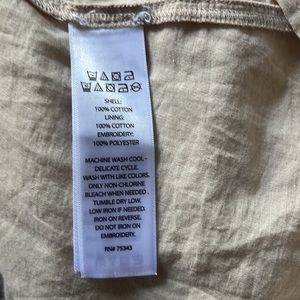 SHELL:
100% COTTON
LINING:
100% COTTON
EMBROIDERY:
100% POLYESTER
MACHINE WASH COOL -
DELICATE CYCLE.
WASH WITH LIKE COLORS.
ONLY NON-CHLORINE
BLEACH WHEN NEEDED.
TUMBLE DRY LOW.
LOW IRON IF NEEDED.
IRON ON REVERSE.
DO NOT IRON ON
EMBROIDERY.
RN# 75343